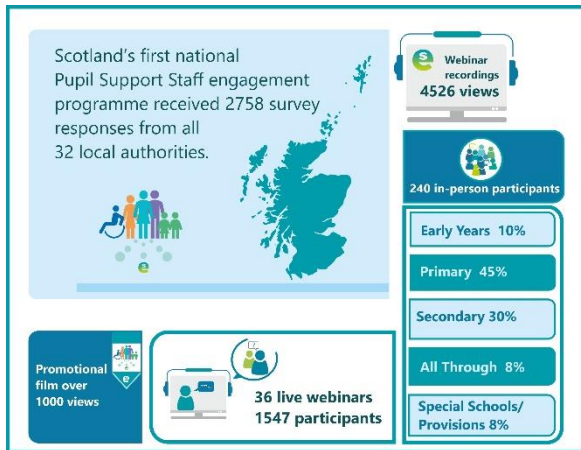 Scotland's first national
Pupil Support Staff engagement
programme received 2758 survey
responses from all
32 local authorities.
Webinar
recordings
4526 views
240 in-person participants
Early Years 10%
Primary 45%
Secondary 30%
All Through 8%
Special Schools/
Provisions 8%
Promotional
film over
1000 views
36 live webinars
1547 participants